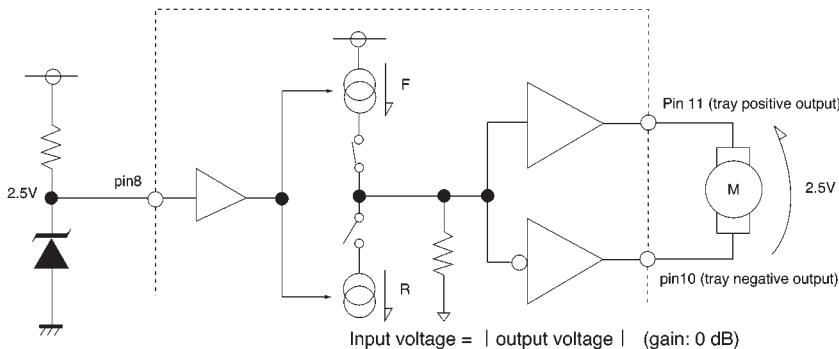 F
Pin 11 (tray positive output)
pin8
2.5V
M
2.5V
R
pin10 (tray negative output)
Input voltage = | output voltage | (gain: 0 dB)